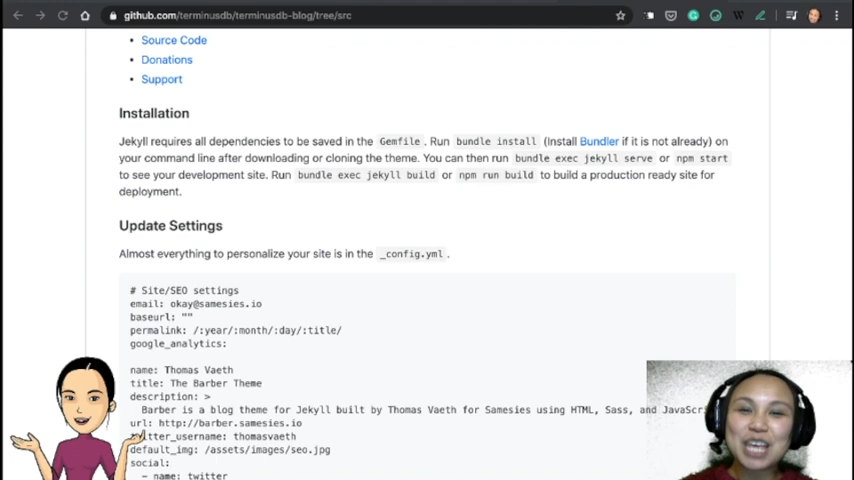 github.com/terminusdb/terminusdb-blog/tree/src
• Source Code
• Donations
• Support
Installation
Jekyll requires all dependencies to be saved in the Gemfile . Run bundle install (Install Bundler if it is not already) on
your command line after downloading or cloning the theme. You can then run bundle exec jekyll serve or npm start
to see your development site. Run bundle exec jekyll build or npm run build to build a production ready site for
deployment.
Update Settings
Almost everything to personalize your site is in the _config.yml .
# Site/SEO settings
email: okay@samesies.io
baseurl: ""
permalink: /:year/:month/:day/:title/
google_analytics:
name: Thomas Vaeth
title: The Barber Theme
description: >
Barber is a blog theme for Jekyll built by Thomas Vaeth for Samesies using HTML, Sass, and JavaScr
url: http://barber.samesies.io
twitter_username: thomasvaeth
default_img: /assets/images/seo.jpg
social:
- name: twitter